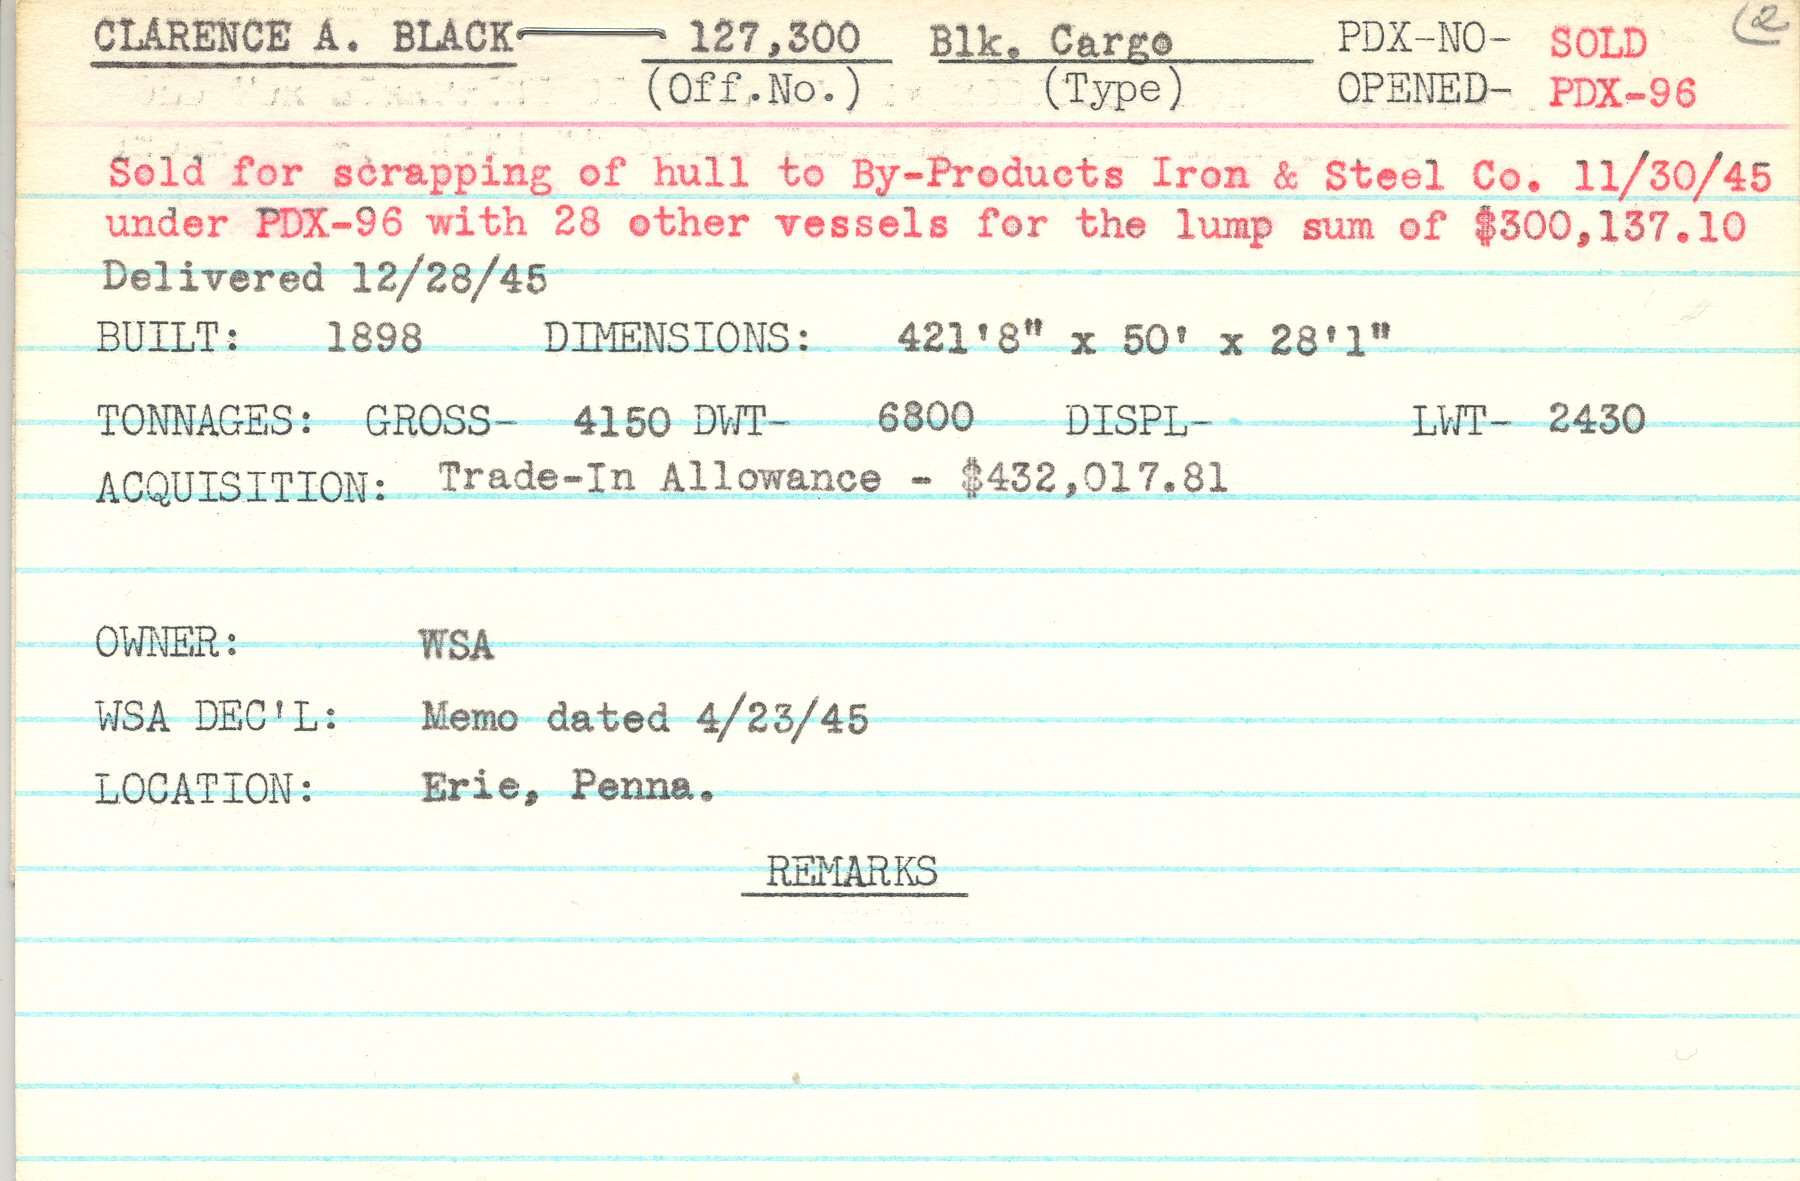 CLARENCE A. BLACK 127,300 Blk. Cargo PDX-NO- SOLD (2
(Off.No.) (Type) OPENED- PDX-96
Sold for scrapping of hull to By-Products Iron & Steel Co. 11/30/45
under PDX-96 with 28 other vessels for the lump sum of $300,137.10
Delivered 12/28/45
BUILT: 1898 DIMENSIONS: 421'8" x 50' x 28'1"
TONNAGES: GROSS- 4150 DWT- 6800 DISPL- LWT- 2430
ACQUISITION: Trade-In Allowance - $432,017.81
OWNER: WSA
WSA DEC'L: Memo dated 4/23/45
LOCATION: Erie, Penna.
REMARKS